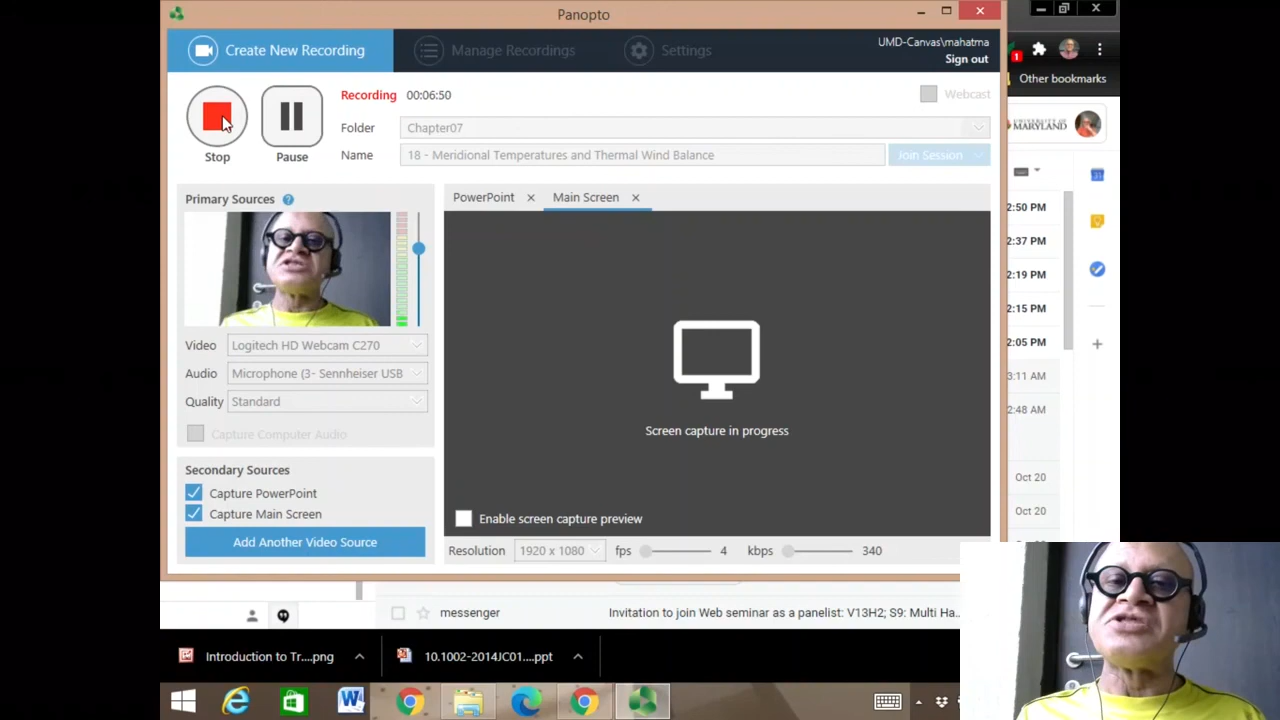 Panopto
Create New Recording
Manage Recordings
Settings
UMD-Canvas\mahatma
Sign out
Recording 00:06:50
Webcast
Folder Chapter07
Name 18 - Meridional Temperatures and Thermal Wind Balance
Join Session
Stop
Pause
Primary Sources ?
PowerPoint
Main Screen
Video Logitech HD Webcam C270
Audio Microphone (3- Sennheiser USB
Quality Standard
Capture Computer Audio
Secondary Sources
Capture PowerPoint
Capture Main Screen
Add Another Video Source
Screen capture in progress
Enable screen capture preview
Resolution 1920 x 1080 fps 4 kbps 340
1
Other bookmarks
MARYLAND
2:50 PM
2:37 PM
2:19 PM
2:15 PM
2:05 PM
3:11 AM
2:48 AM
Oct 20
Oct 20
31
messenger Invitation to join Web seminar as a panelist: V13H2; S9: Multi Ha...
Introduction to Tr....png
10.1002-2014JC01....ppt